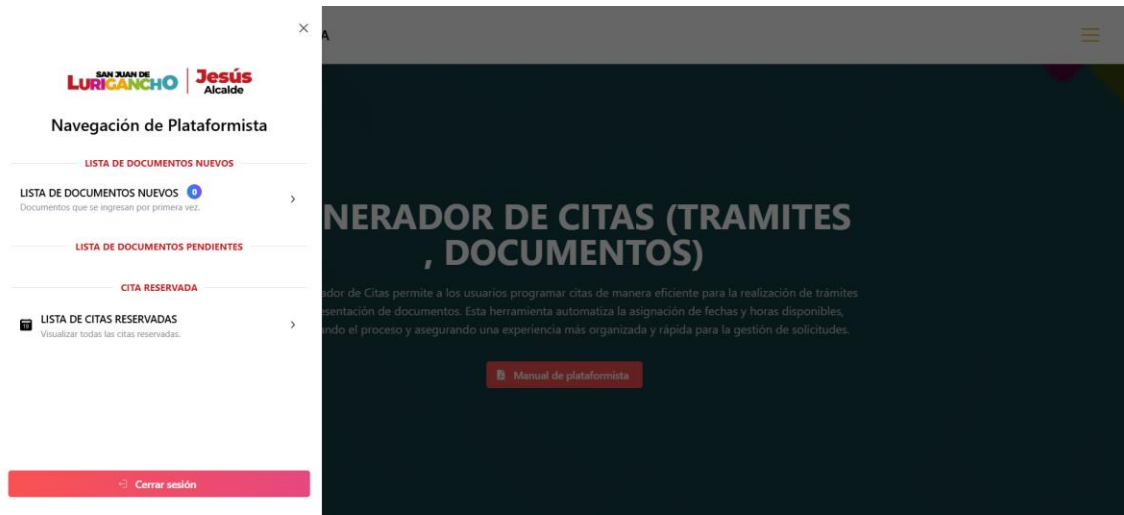 SAN JUAN DE
LURIGANCHO
Jesús
Alcalde
Navegación de Plataformista
LISTA DE DOCUMENTOS NUEVOS
LISTA DE DOCUMENTOS NUEVOS 0
Documentos que se ingresan por primera vez.
LISTA DE DOCUMENTOS PENDIENTES
CITA RESERVADA
LISTA DE CITAS RESERVADAS
Visualizar todas las citas reservadas.
Cerrar sesión
A
NERADOR DE CITAS (TRAMITES
, DOCUMENTOS)
ador de Citas permite a los usuarios programar citas de manera eficiente para la realización de trámites
esentación de documentos. Esta herramienta automatiza la asignación de fechas y horas disponibles,
ando el proceso y asegurando una experiencia más organizada y rápida para la gestión de solicitudes.
Manual de plataformista